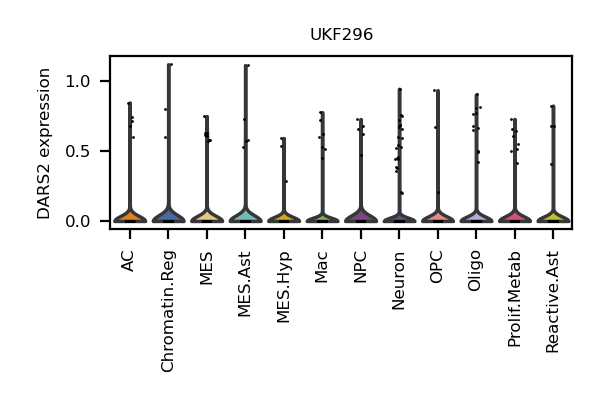 UKF296
DARS2 expression
1.0
0.5
0.0
AC
Chromatin.Reg
MES
MES.Ast
MES.Hyp
Mac
NPC
Neuron
OPC
Oligo
Prolif.Metab
Reactive.Ast